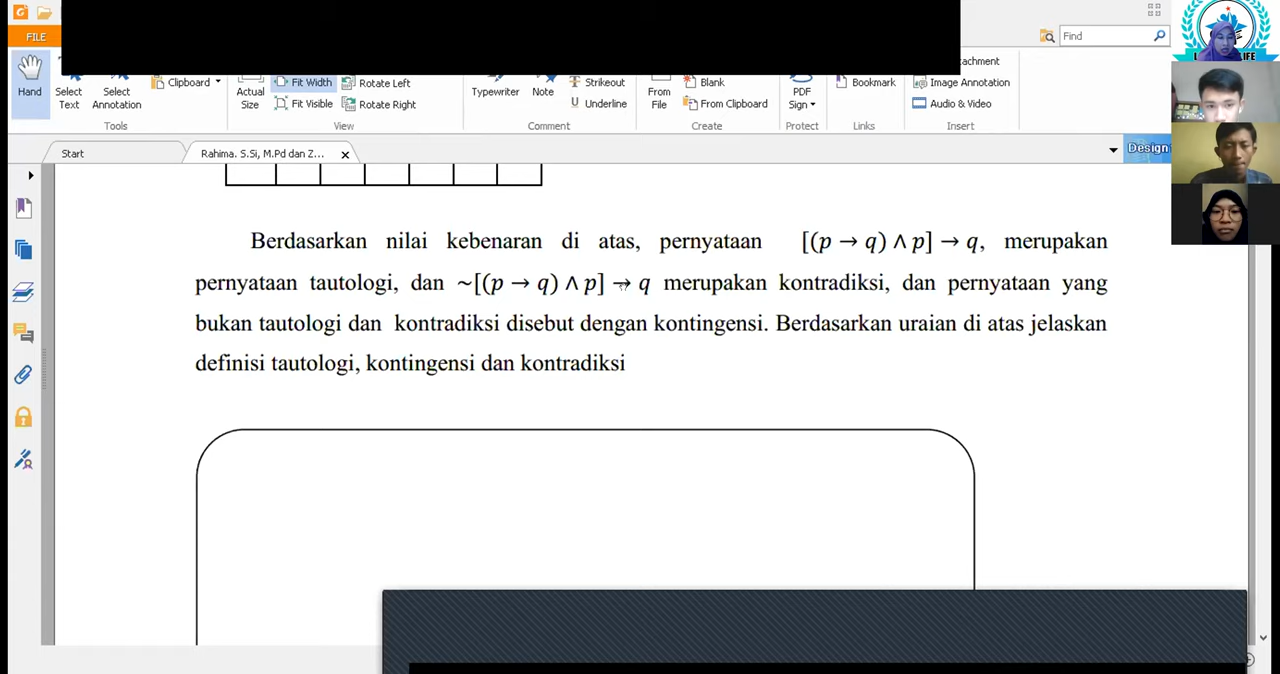 FILE
Find
Hand
Select
Text
Select
Annotation
Clipboard
Actual
Size
Fit Width
Fit Visible
Rotate Left
Rotate Right
Typewriter
Note
Strikeout
Underline
From
File
Blank
From Clipboard
PDF
Sign
Bookmark
Image Annotation
Audio & Video
Tools
View
Comment
Create
Protect
Links
Insert
Start
Rahima. S.Si, M.Pd dan Z...
Design
Berdasarkan nilai kebenaran di atas, pernyataan [(p → q) ∧ p] → q, merupakan
pernyataan tautologi, dan ~[(p → q) ∧ p] → q merupakan kontradiksi, dan pernyataan yang
bukan tautologi dan kontradiksi disebut dengan kontingensi. Berdasarkan uraian di atas jelaskan
definisi tautologi, kontingensi dan kontradiksi